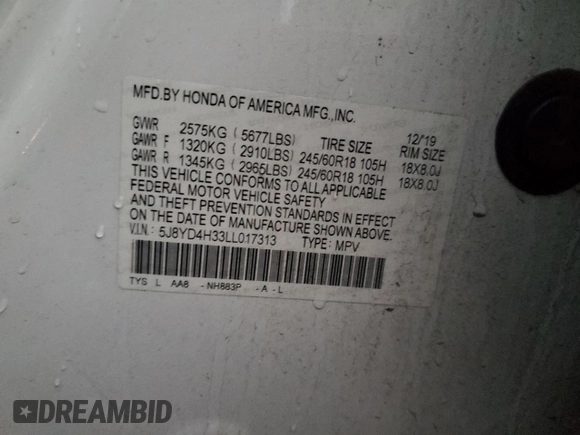 MFD.BY HONDA OF AMERICA MFG.,INC.
12/19
GVWR 2575KG ( 5677LBS) TIRE SIZE RIM SIZE
GAWR F 1320KG ( 2910LBS) 245/60R18 105H 18X8.0J
GAWR R 1345KG ( 2965LBS) 245/60R18 105H 18X8.0J
THIS VEHICLE CONFORMS TO ALL APPLICABLE
FEDERAL MOTOR VEHICLE SAFETY
AND THEFT PREVENTION STANDARDS IN EFFECT
ON THE DATE OF MANUFACTURE SHOWN ABOVE.
V.I.N.: 5J8YD4H33LL017313 TYPE: MPV
TYS L AA6 -NH883P -A -L
DREAMBID